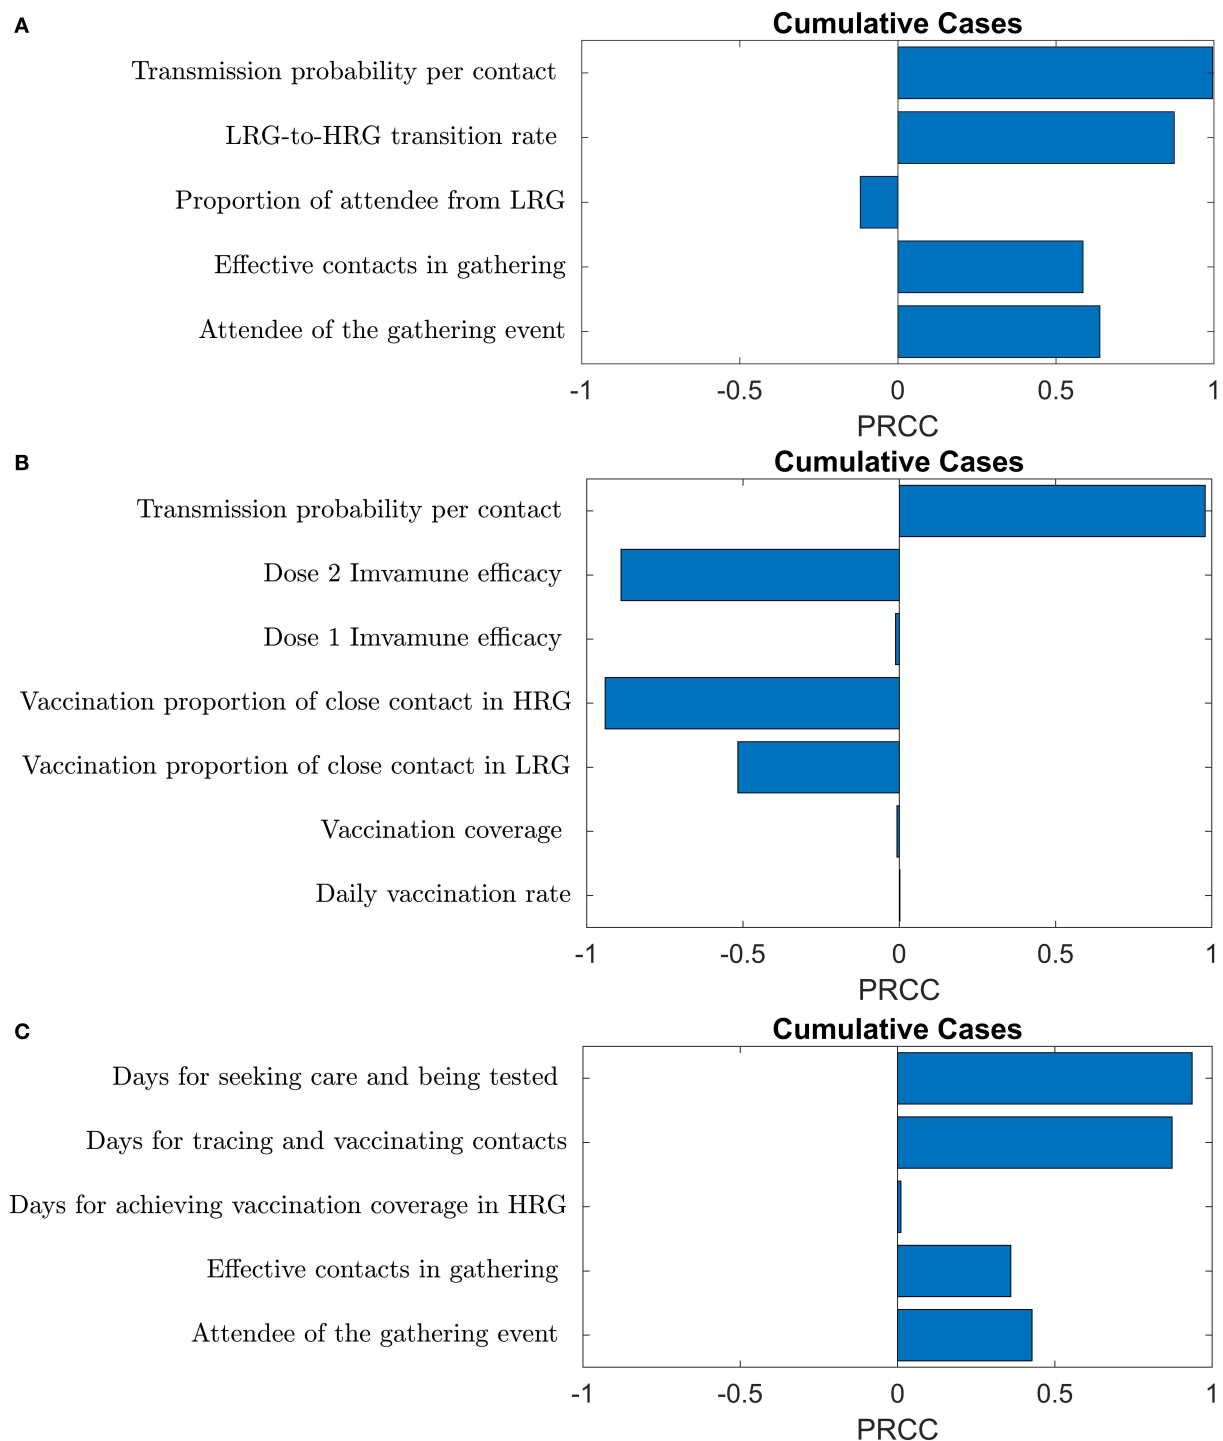 A
Cumulative Cases
Transmission probability per contact
LRG-to-HRG transition rate
Proportion of attendee from LRG
Effective contacts in gathering
Attendee of the gathering event
-1 -0.5 0 0.5 1
PRCC
B
Cumulative Cases
Transmission probability per contact
Dose 2 Imvamune efficacy
Dose 1 Imvamune efficacy
Vaccination proportion of close contact in HRG
Vaccination proportion of close contact in LRG
Vaccination coverage
Daily vaccination rate
-1 -0.5 0 0.5 1
PRCC
C
Cumulative Cases
Days for seeking care and being tested
Days for tracing and vaccinating contacts
Days for achieving vaccination coverage in HRG
Effective contacts in gathering
Attendee of the gathering event
-1 -0.5 0 0.5 1
PRCC